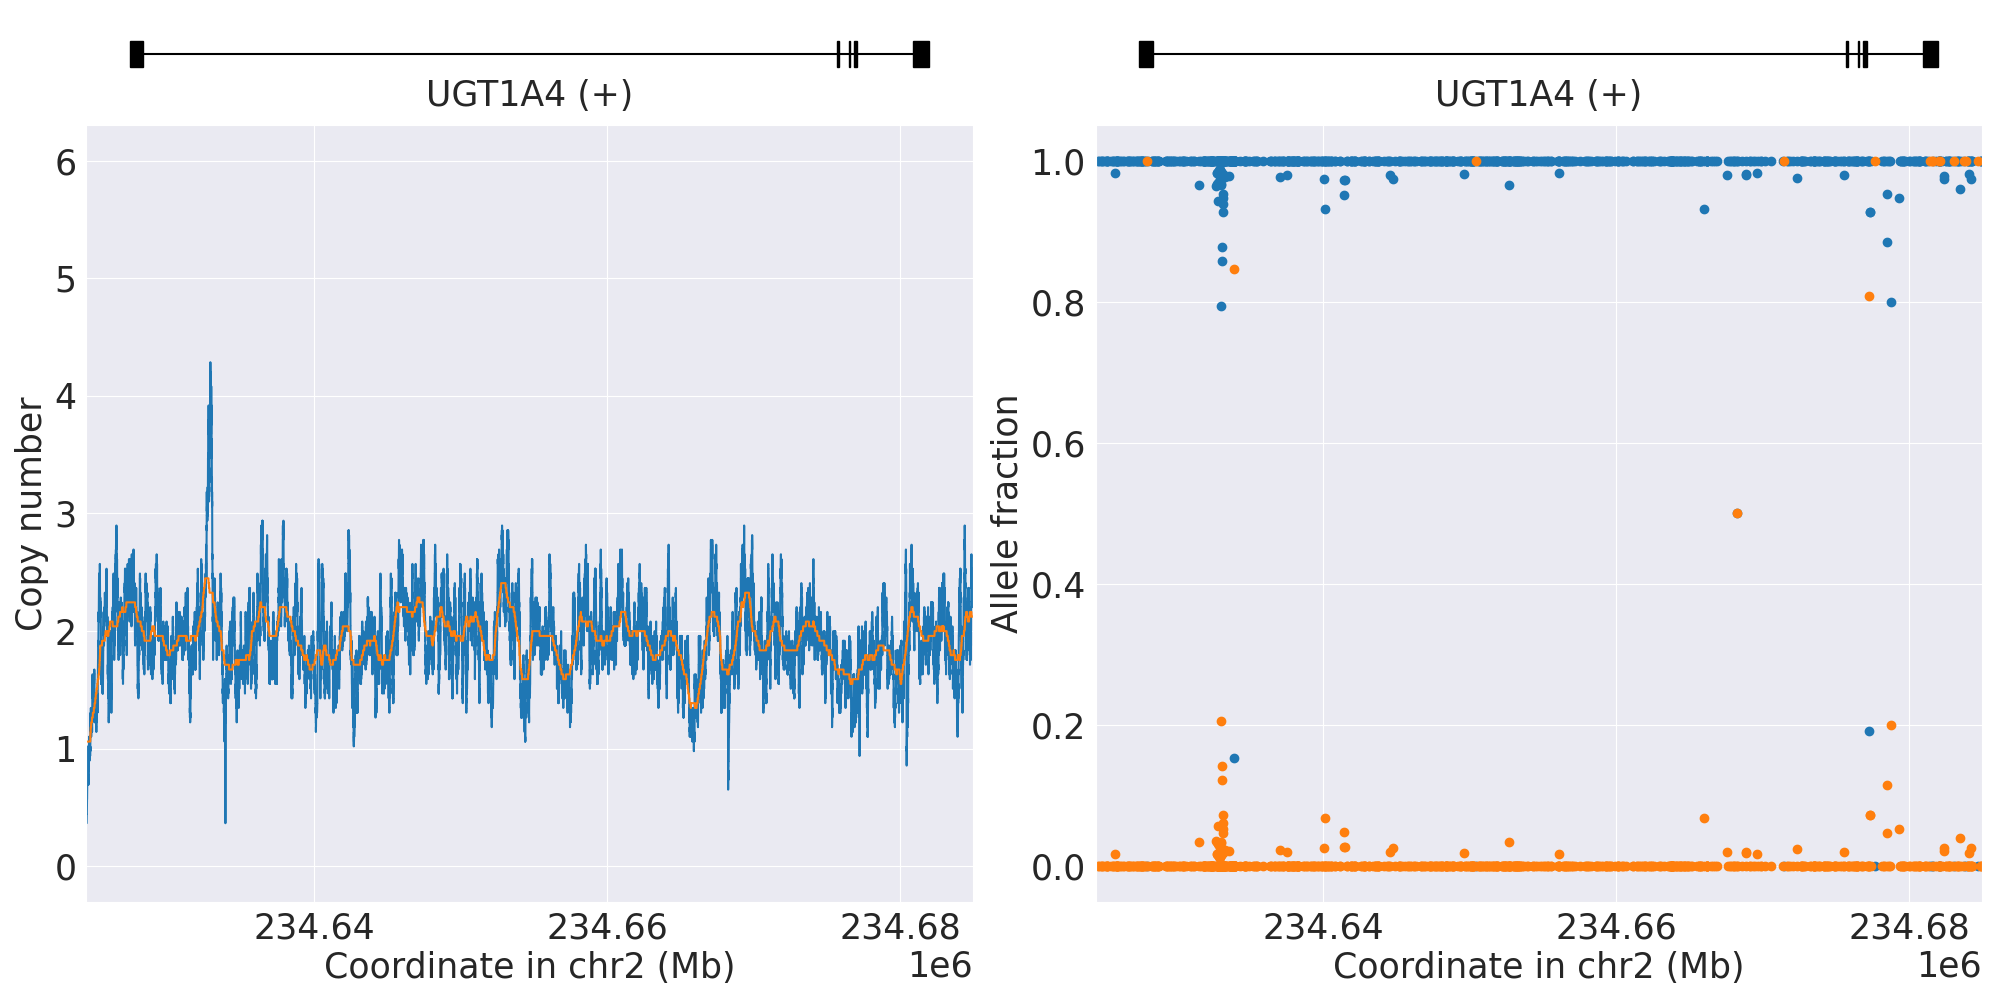 UGT1A4 (+)
6
5
4
3
2
1
0
Copy number
234.64 234.66 234.68
1e6
Coordinate in chr2 (Mb)
UGT1A4 (+)
1.0
0.8
0.6
0.4
0.2
0.0
Allele fraction
234.64 234.66 234.68
1e6
Coordinate in chr2 (Mb)